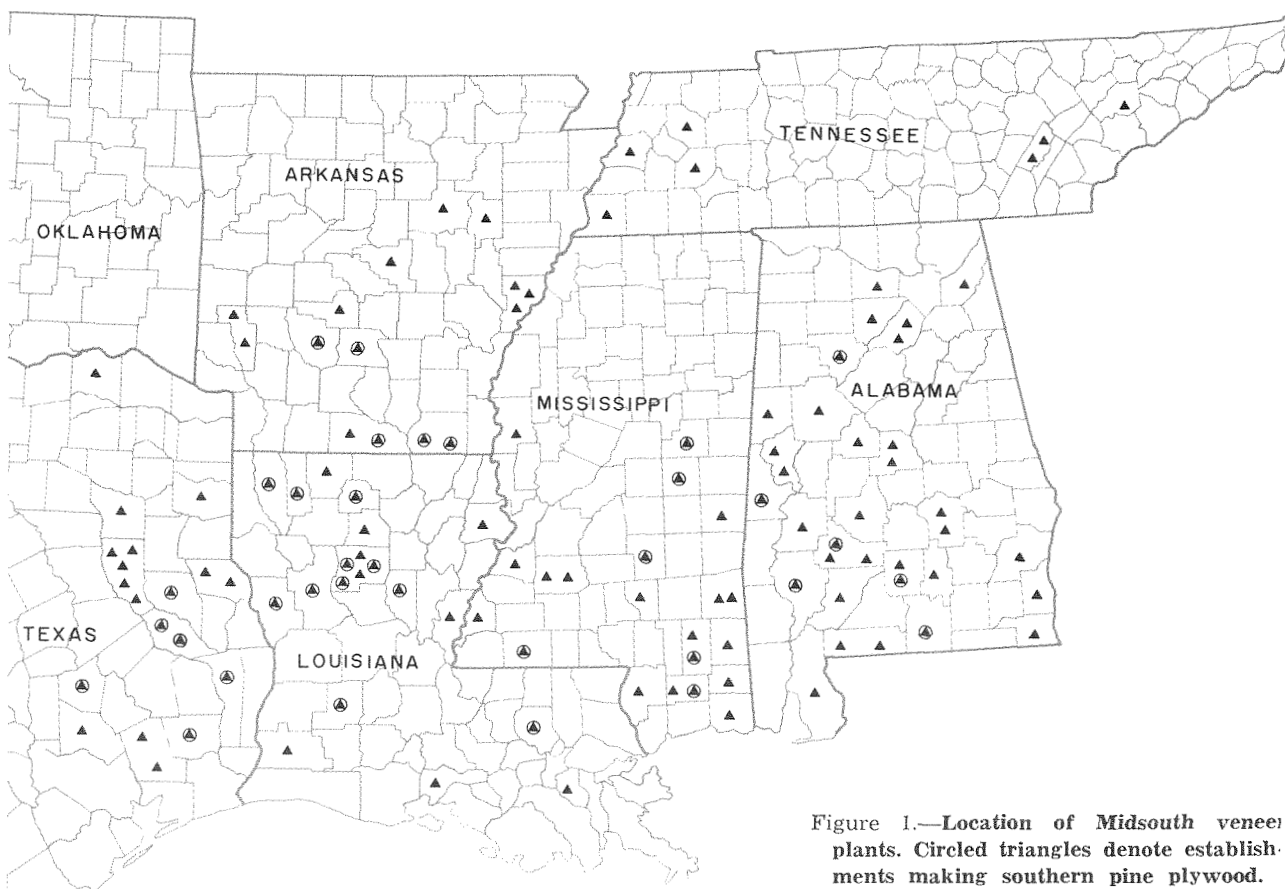 TENNESSEE
ARKANSAS
OKLAHOMA
ALABAMA
MISSISSIPPI
TEXAS
LOUISIANA
Figure 1.—Location of Midsouth veneer
plants. Circled triangles denote establish-
ments making southern pine plywood.